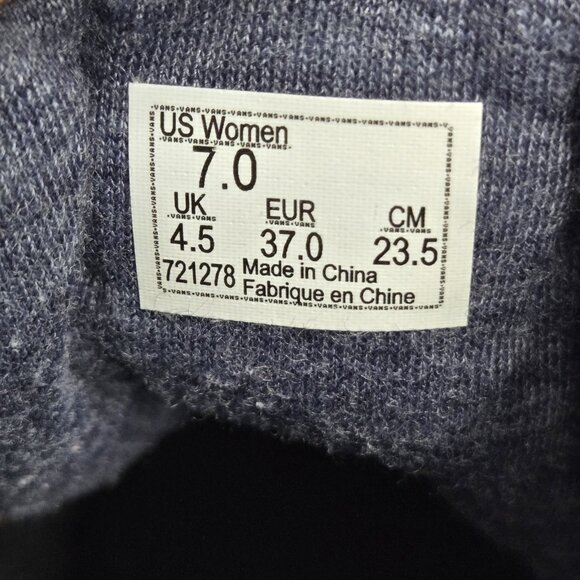 US Women
7.0
UK EUR CM
4.5 37.0 23.5
721278 Made in China
Fabrique en Chine